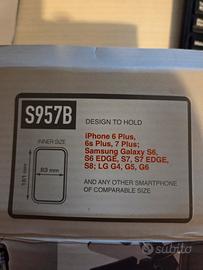 S957B
DESIGN TO HOLD
INNER SIZE
161 mm
83 mm
iPhone 6 Plus,
6s Plus, 7 Plus;
Samsung Galaxy S6,
S6 EDGE, S7, S7 EDGE,
S8; LG G4, G5, G6
AND ANY OTHER SMARTPHONE
OF COMPARABLE SIZE
subito